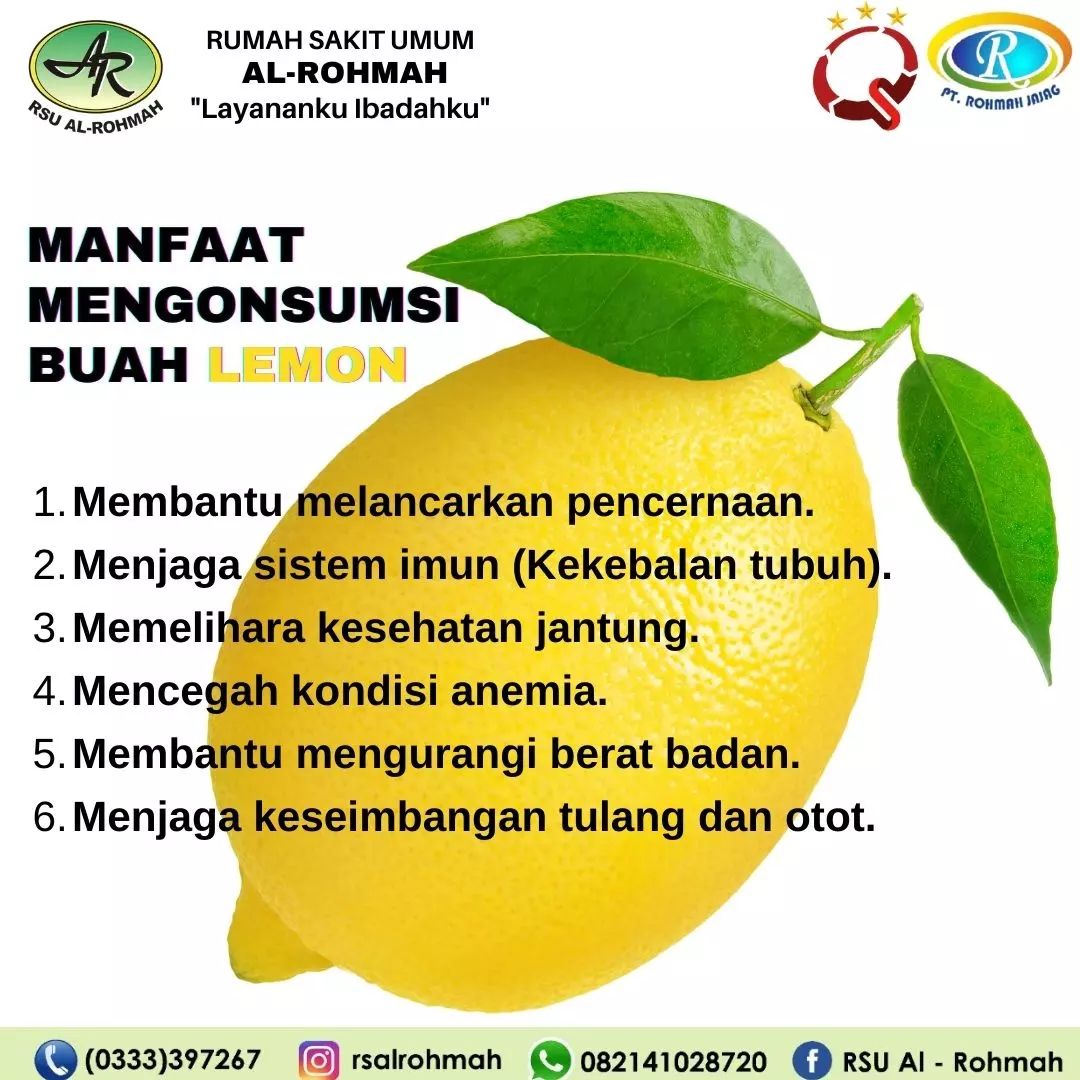 AR
RSU AL-ROHMAH
RUMAH SAKIT UMUM
AL-ROHMAH
"Layananku Ibadahku"
R
PT. ROHMAH JAJAG
MANFAAT
MENGONSUMSI
BUAH LEMON
1. Membantu melancarkan pencernaan.
2. Menjaga sistem imun (Kekebalan tubuh).
3. Memelihara kesehatan jantung.
4. Mencegah kondisi anemia.
5. Membantu mengurangi berat badan.
6. Menjaga keseimbangan tulang dan otot.
(0333)397267 rsalrohmah 082141028720 RSU Al - Rohmah